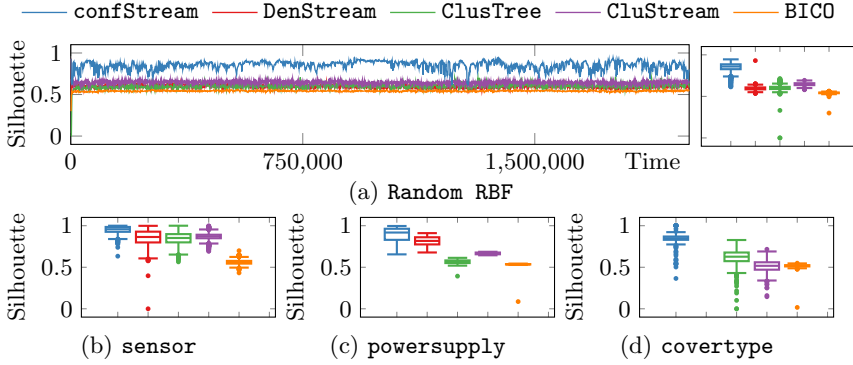 confStream DenStream ClusTree CluStream BICO
Silhouette
1
0.5
0
0 750,000 1,500,000 Time
(a) Random RBF
Silhouette
1
0.5
0
(b) sensor
Silhouette
1
0.5
0
(c) powersupply
Silhouette
1
0.5
0
(d) covertype